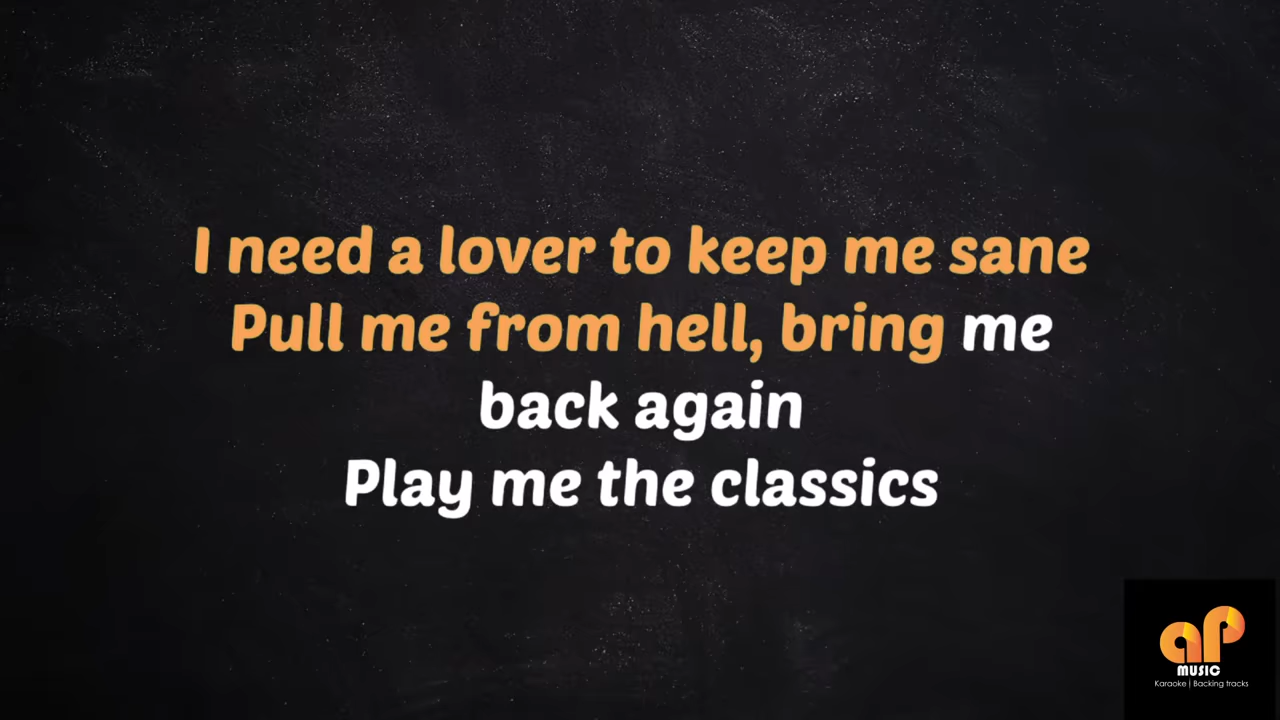 I need a lover to keep me sane
Pull me from hell, bring me
back again
Play me the classics
aP
MUSIC
Karaoke | Backing tracks